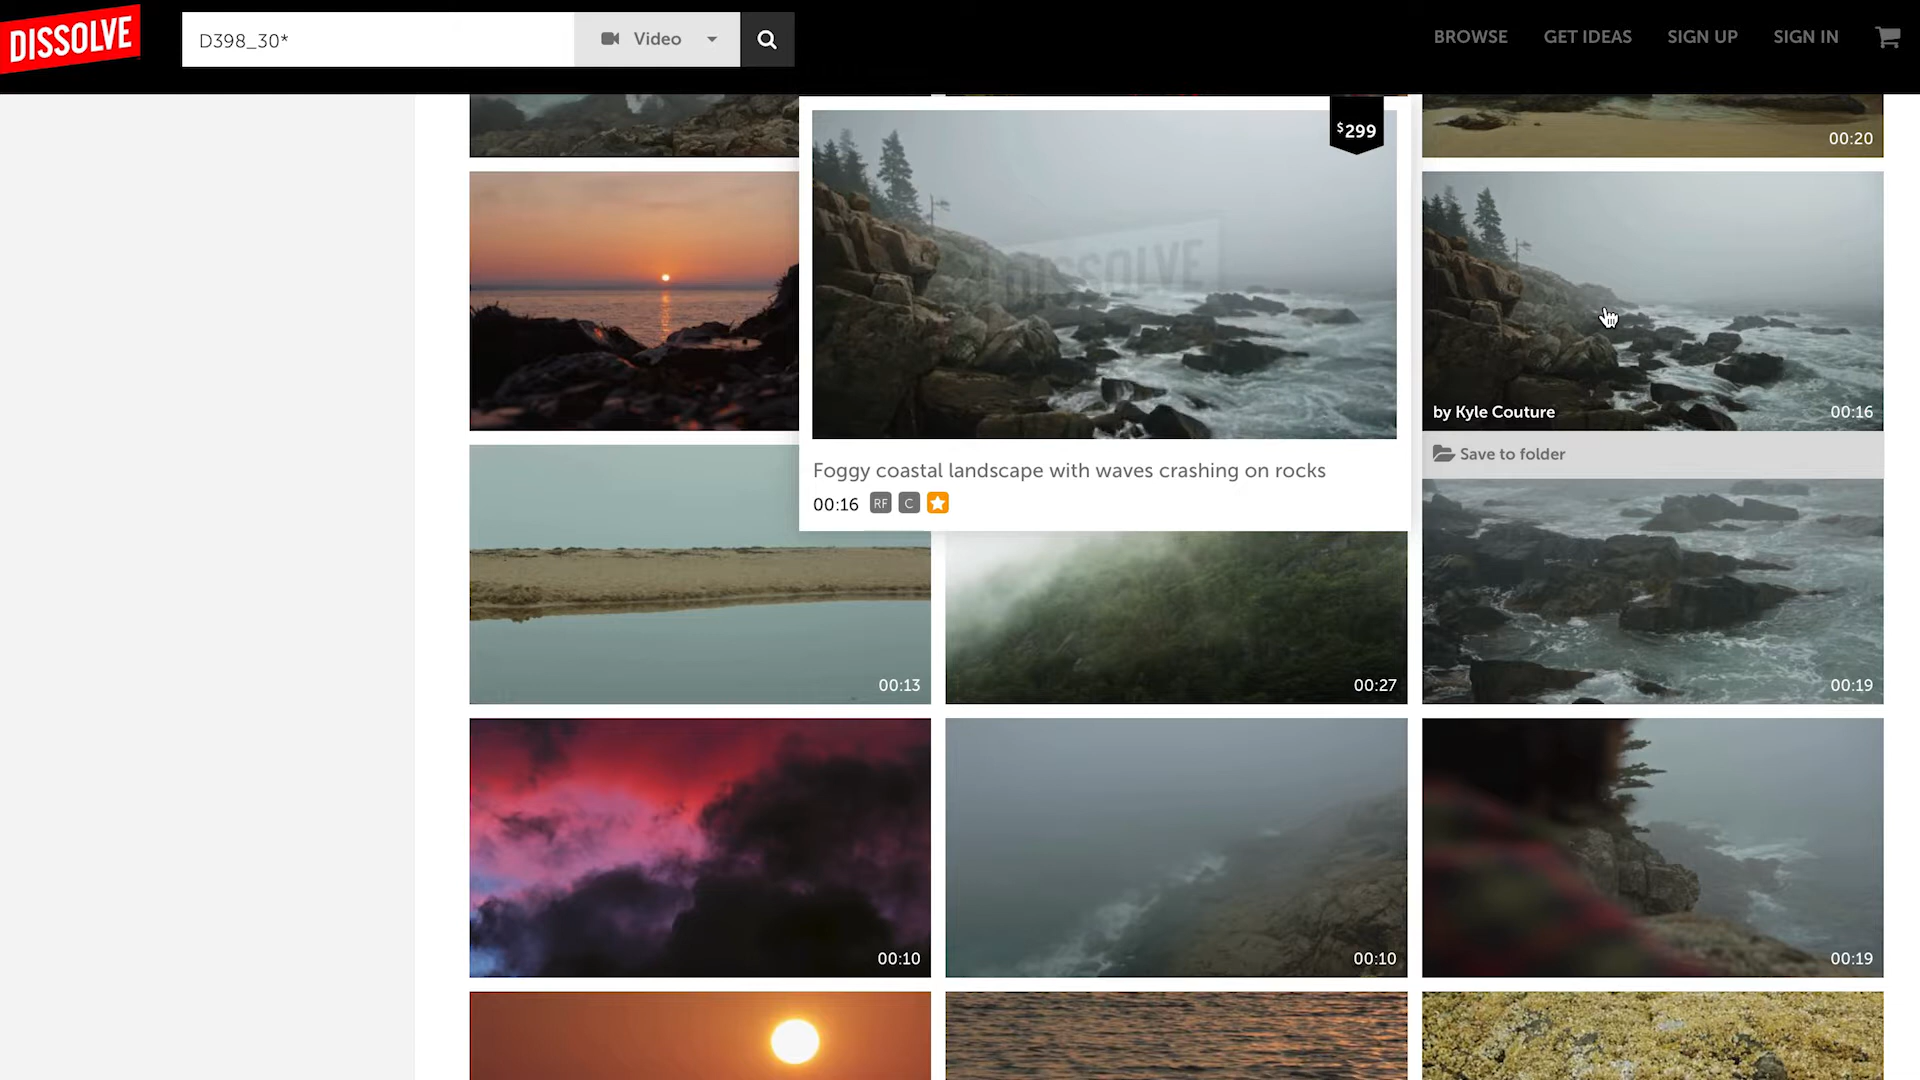 DISSOLVE
D398_30*
Video
BROWSE
GET IDEAS
SIGN UP
SIGN IN
00:20
$299
DISSOLVE
by Kyle Couture
00:16
Save to folder
Foggy coastal landscape with waves crashing on rocks
00:16 RF C
00:13
00:27
00:19
00:10
00:10
00:19